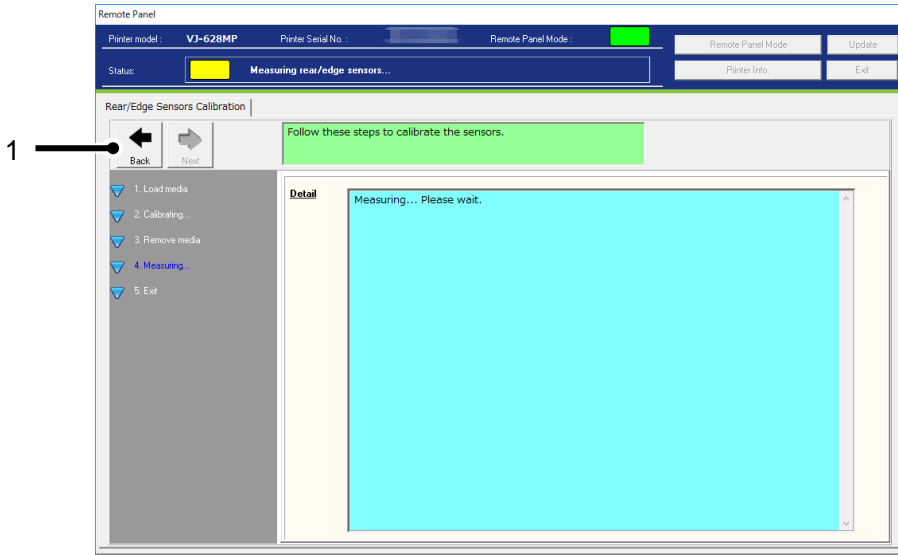 Remote Panel
Printer model : VJ-628MP Printer Serial No. : Remote Panel Mode : Remote Panel Mode Update
Status: Measuring rear/edge sensors... Printer Info. Exit
Rear/Edge Sensors Calibration
1
Back Next Follow these steps to calibrate the sensors.
1. Load media
2. Calibrating...
3. Remove media
4. Measuring...
5. Exit
Detail Measuring... Please wait.